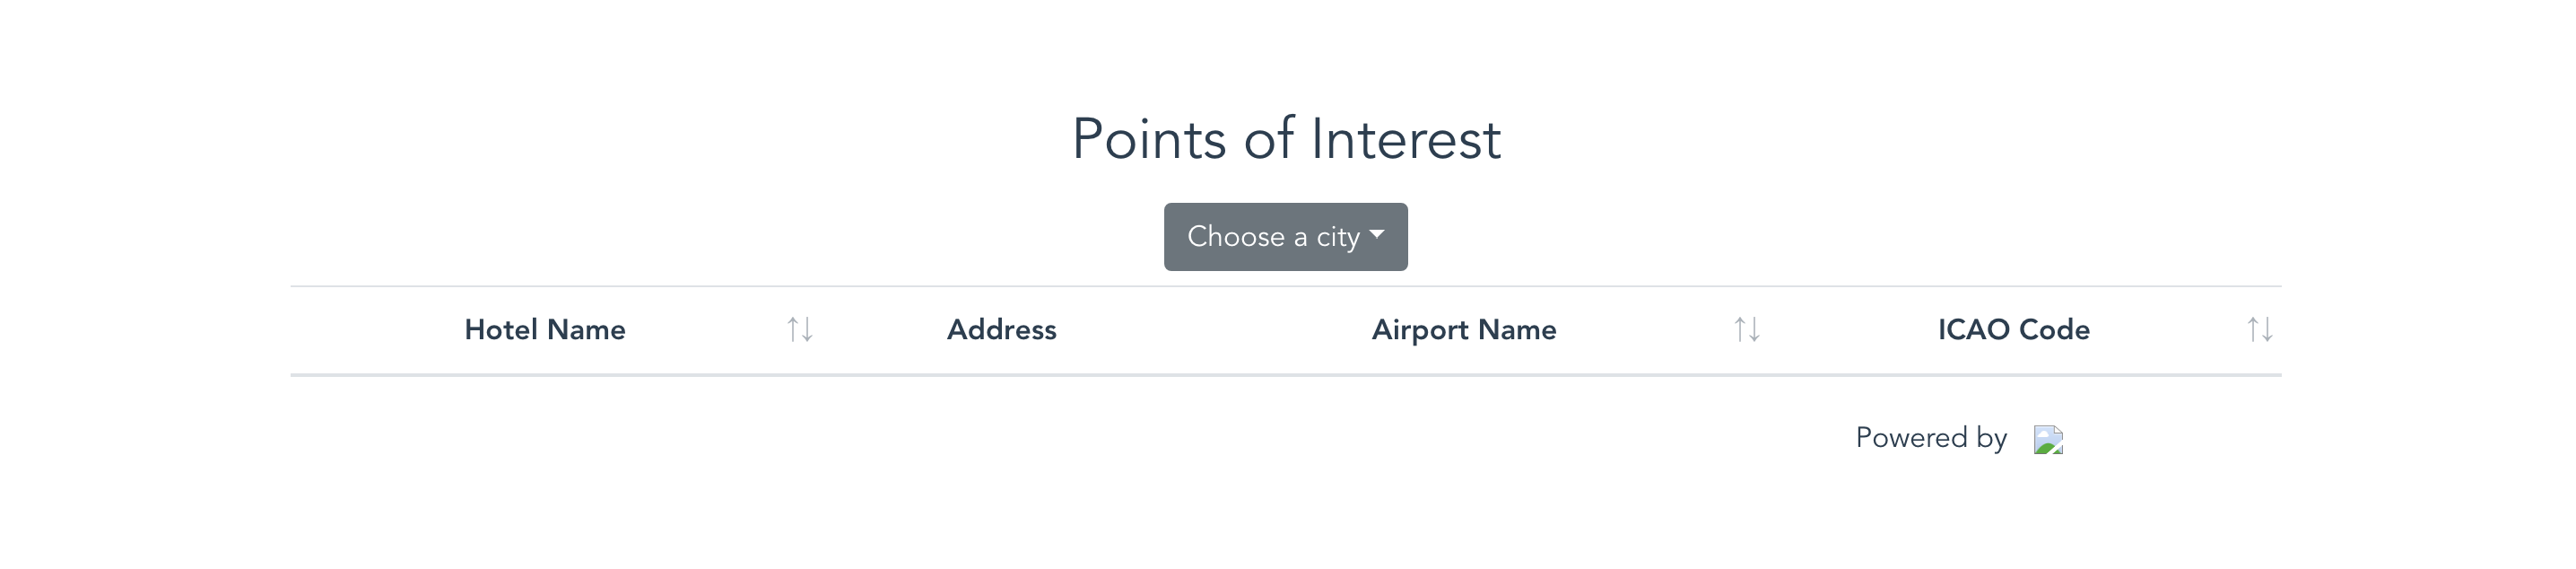 Points of Interest
Choose a city
Hotel Name Address Airport Name ICAO Code
Powered by